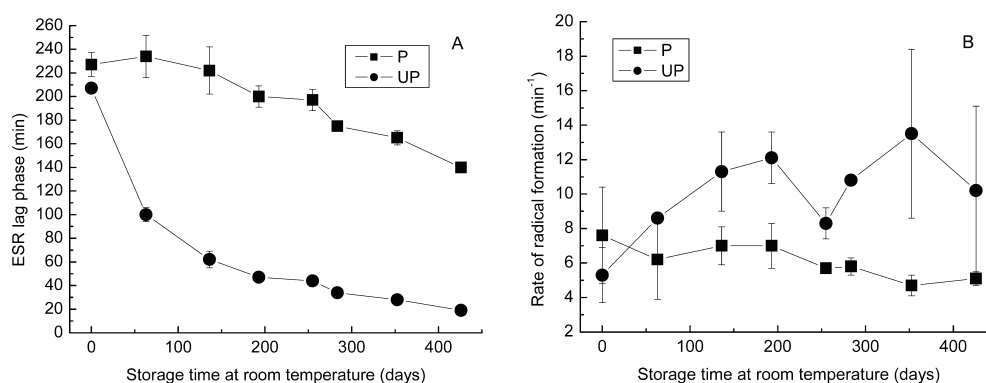 260
240
220
200
180
160
140
120
100
80
60
40
20
0
ESR lag phase (min)
A
P
UP
0 100 200 300 400
Storage time at room temperature (days)
20
18
16
14
12
10
8
6
4
2
Rate of radical formation (min-1)
B
P
UP
0 100 200 300 400
Storage time at room temperature (days)